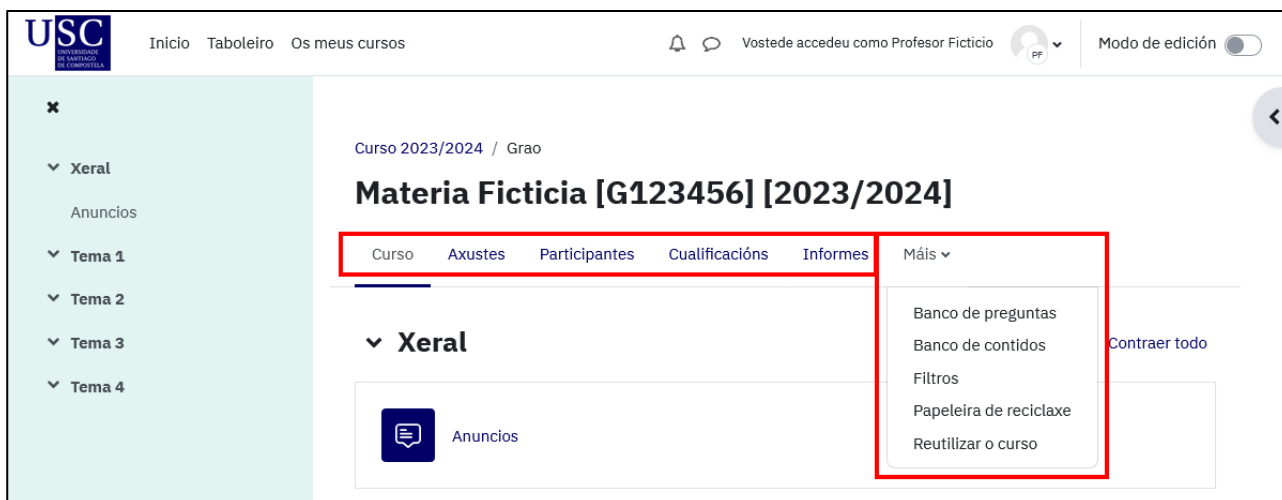 USC
UNIVERSIDADE
DE SANTIAGO
DE COMPOSTELA
Inicio Taboleiro Os meus cursos
Vostede accedeu como Profesor Ficticio
PF
Modo de edición
Xeral
Anuncios
Tema 1
Tema 2
Tema 3
Tema 4
Curso 2023/2024 / Grao
Materia Ficticia [G123456] [2023/2024]
Curso Axustes Participantes Cualificacións Informes Máis
Banco de preguntas
Banco de contidos
Filtros
Papeleira de reciclaxe
Reutilizar o curso
Xeral
Contraer todo
Anuncios